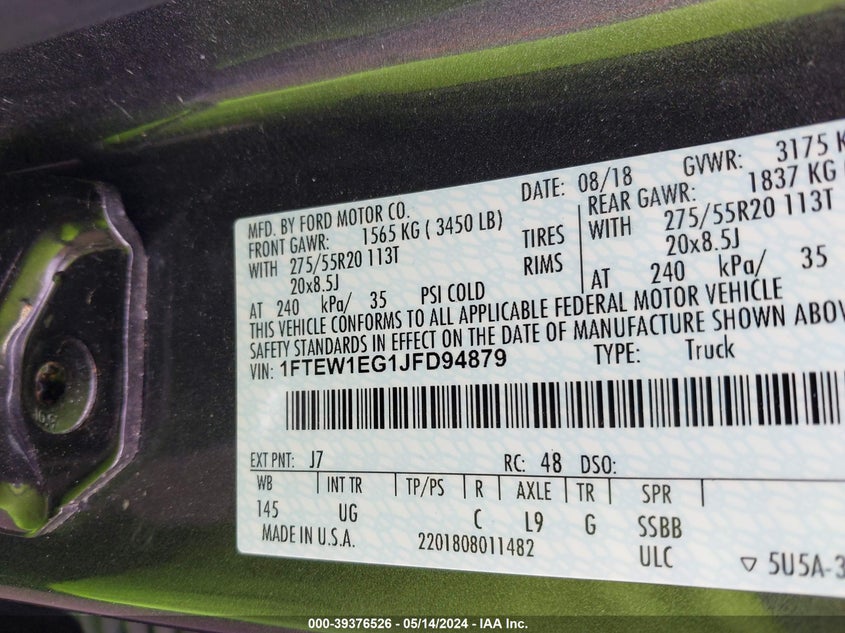 MFD. BY FORD MOTOR CO. DATE: 08/18 GVWR: 3175 K
FRONT GAWR: 1565 KG ( 3450 LB) REAR GAWR: 1837 KG
WITH 275/55R20 113T TIRES WITH 275/55R20 113T
20x8.5J RIMS 20x8.5J
AT 240 kPa/ 35 PSI COLD AT 240 kPa/ 35
THIS VEHICLE CONFORMS TO ALL APPLICABLE FEDERAL MOTOR VEHICLE
SAFETY STANDARDS IN EFFECT ON THE DATE OF MANUFACTURE SHOWN ABOV
VIN: 1FTEW1EG1JFD94879 TYPE: Truck
EXT PNT: J7 RC: 48 DSO:
WB INT TR TP/PS R AXLE TR SPR
145 UG C L9 G SSBB
MADE IN U.S.A. 2201808011482 ULC 5U5A-3
000-39376526 - 05/14/2024 - IAA Inc.